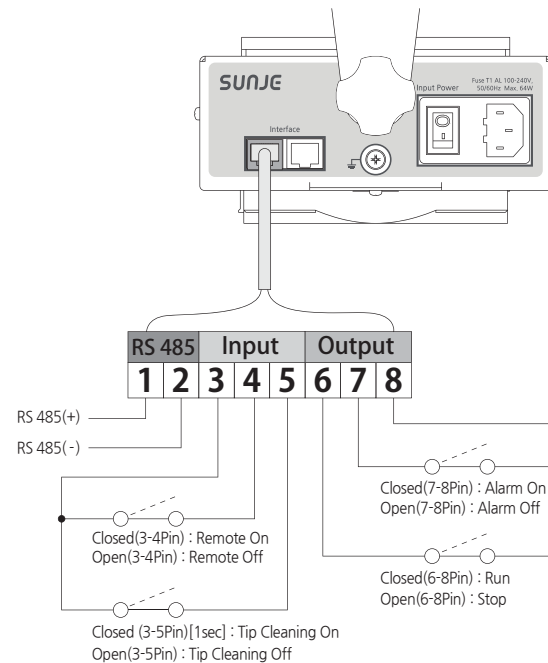 SUNJE
Interface
Input Power
Fuse T1 AL 100-240V,
50/60Hz Max. 64W
RS 485 Input Output
1 2 3 4 5 6 7 8
RS 485(+)
RS 485(-)
Closed(7-8Pin) : Alarm On
Open(7-8Pin) : Alarm Off
Closed(3-4Pin) : Remote On
Open(3-4Pin) : Remote Off
Closed(6-8Pin) : Run
Open(6-8Pin) : Stop
Closed (3-5Pin)[1sec] : Tip Cleaning On
Open(3-5Pin) : Tip Cleaning Off